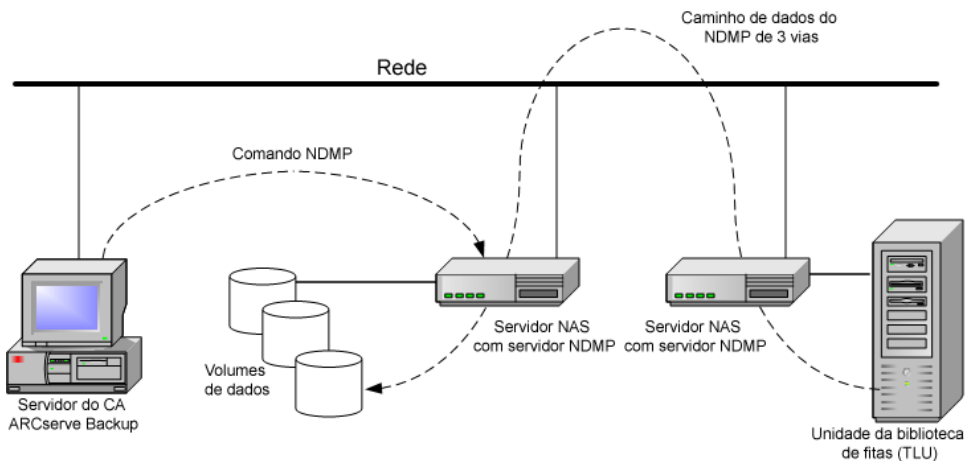 Caminho de dados do
NDMP de 3 vias
Rede
Comando NDMP
Servidor NAS
com servidor NDMP
Servidor NAS
com servidor NDMP
Volumes
de dados
Servidor do CA
ARCserve Backup
Unidade da biblioteca
de fitas (TLU)